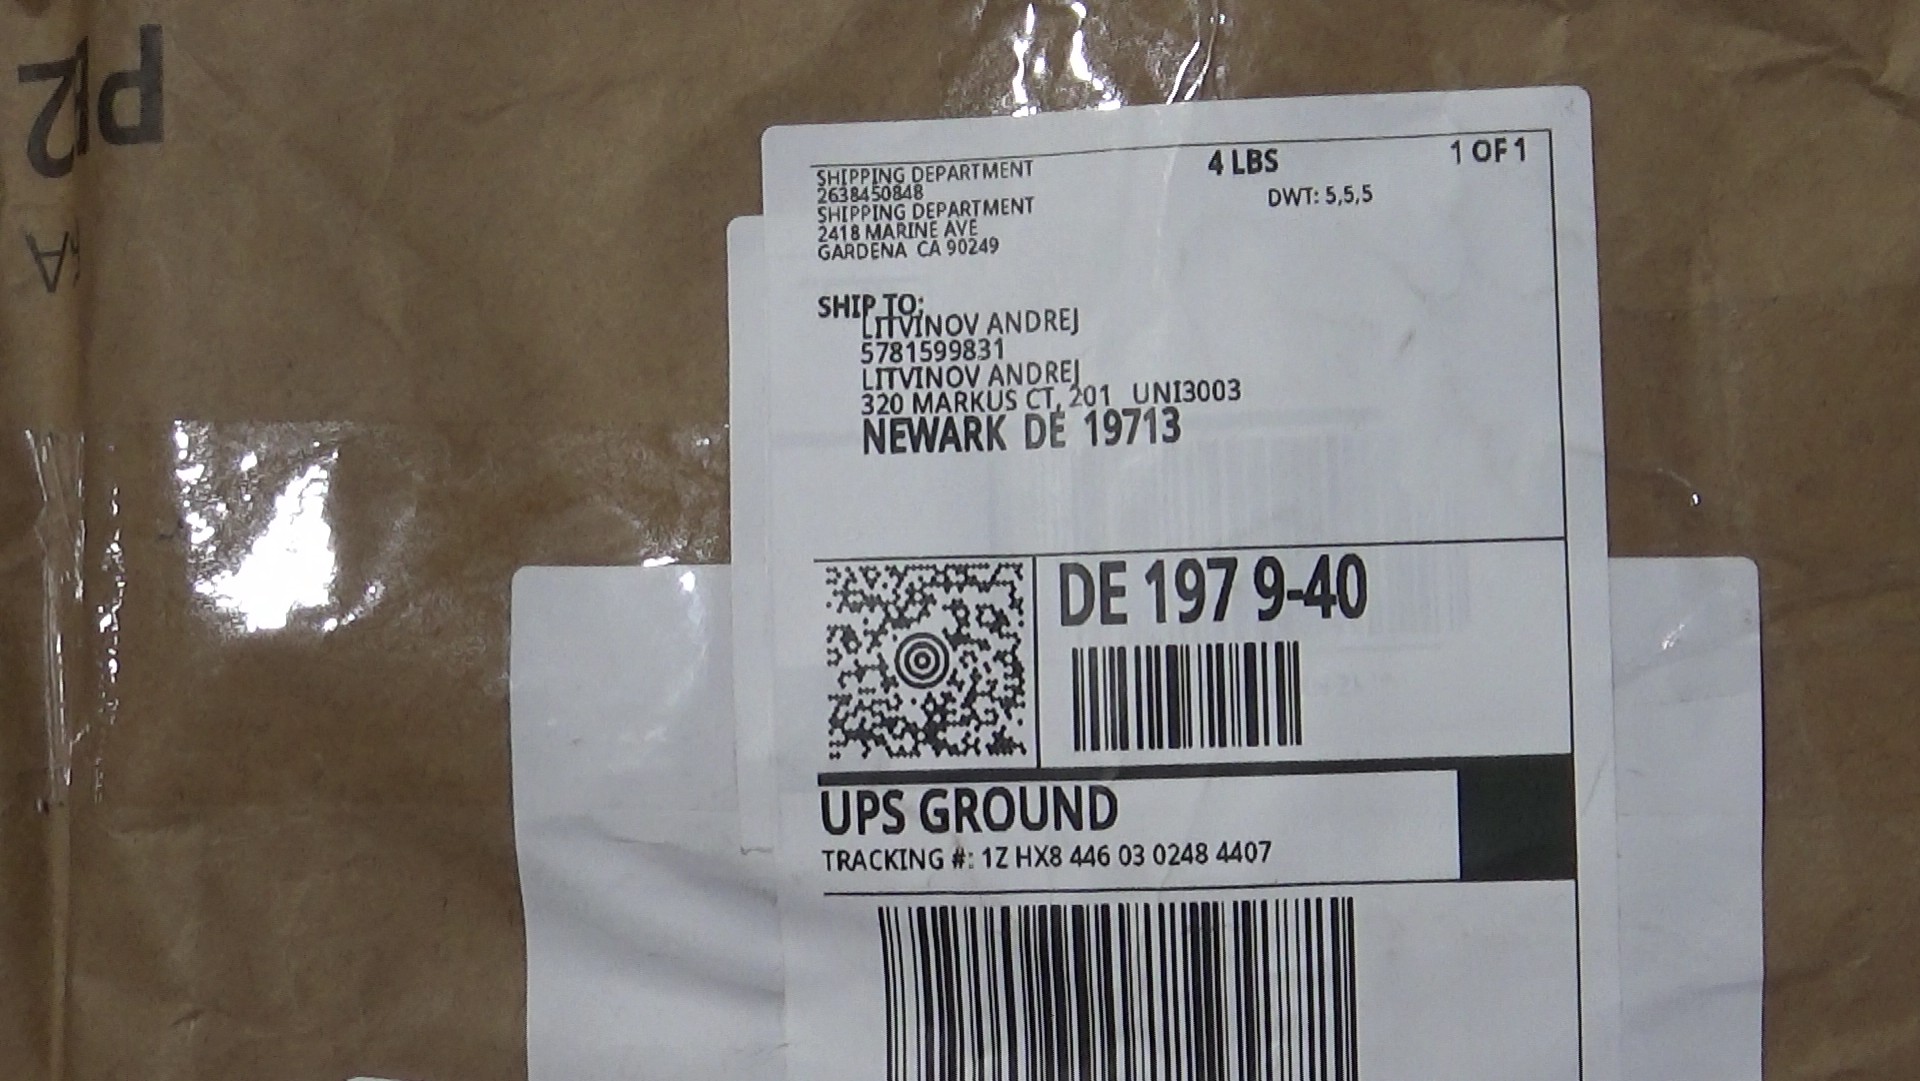 SHIPPING DEPARTMENT
2638450848
SHIPPING DEPARTMENT
2418 MARINE AVE
GARDENA CA 90249
4 LBS
1 OF 1
DWT: 5,5,5
SHIP TO:
LITVINOV ANDREJ
5781599831
LITVINOV ANDREJ
320 MARKUS CT, 201 UNI3003
NEWARK DE 19713
DE 197 9-40
UPS GROUND
TRACKING #: 1Z HX8 446 03 0248 4407